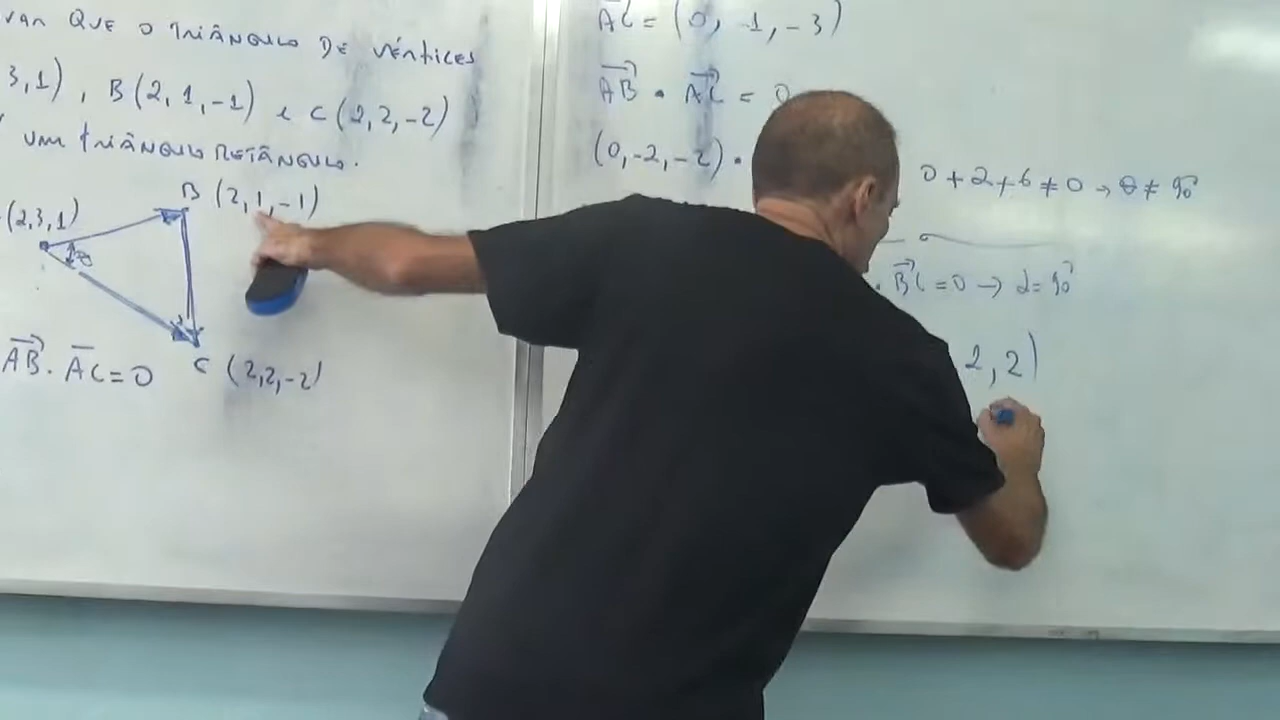 QUE O TRIÂNGULO DE VÉRTICES
3,1), B(2,1,-1) e C(2,2,-2)
UM TRIÂNGULO RETÂNGULO.
B (2,1,-1)
(2,3,1)
AB . AC = 0
C (2,2,-2)
AC = (0, -1, -3)
AB • AC = 0
(0,-2,-2) •
0+2+6 ≠ 0 → θ ≠ 90°
. BC = 0 → α = 90°
2, 2)